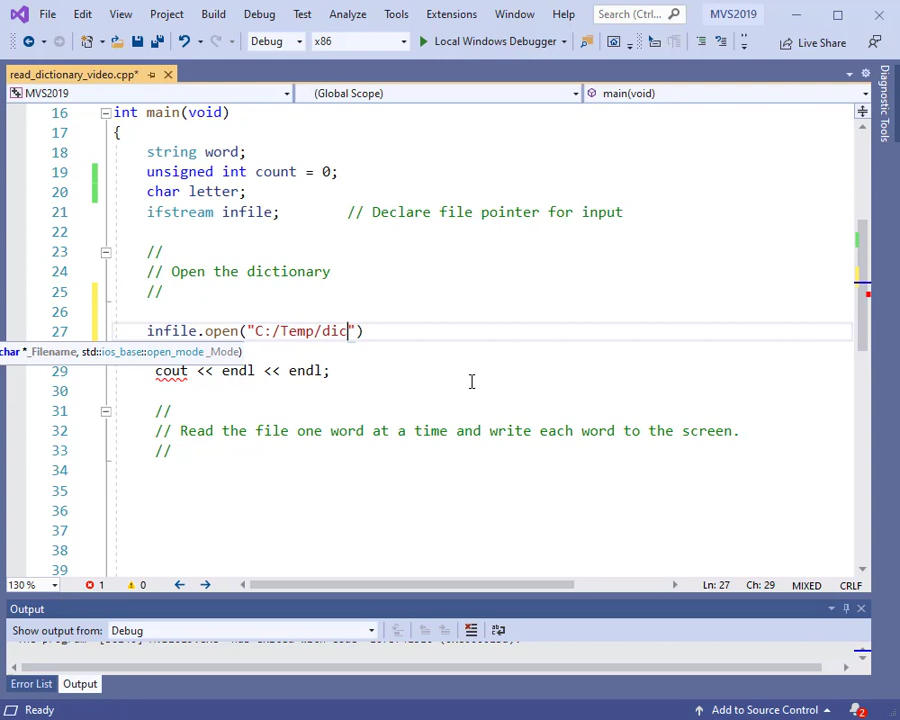 File Edit View Project Build Debug Test Analyze Tools Extensions Window Help Search (Ctrl... MVS2019
Debug x86 Local Windows Debugger Live Share
read_dictionary_video.cpp*
MVS2019 (Global Scope) main(void)
16 int main(void)
17 {
18 string word;
19 unsigned int count = 0;
20 char letter;
21 ifstream infile; // Declare file pointer for input
22
23 //
24 // Open the dictionary
25 //
26
27 infile.open("C:/Temp/dic")
char *_Filename, std::ios_base::open_mode _Mode)
29 cout << endl << endl;
30
31 //
32 // Read the file one word at a time and write each word to the screen.
33 //
34
35
36
37
38
39
130 % 1 0 Ln: 27 Ch: 29 MIXED CRLF
Output
Show output from: Debug
Error List Output
Ready Add to Source Control 2
Diagnostic Tools